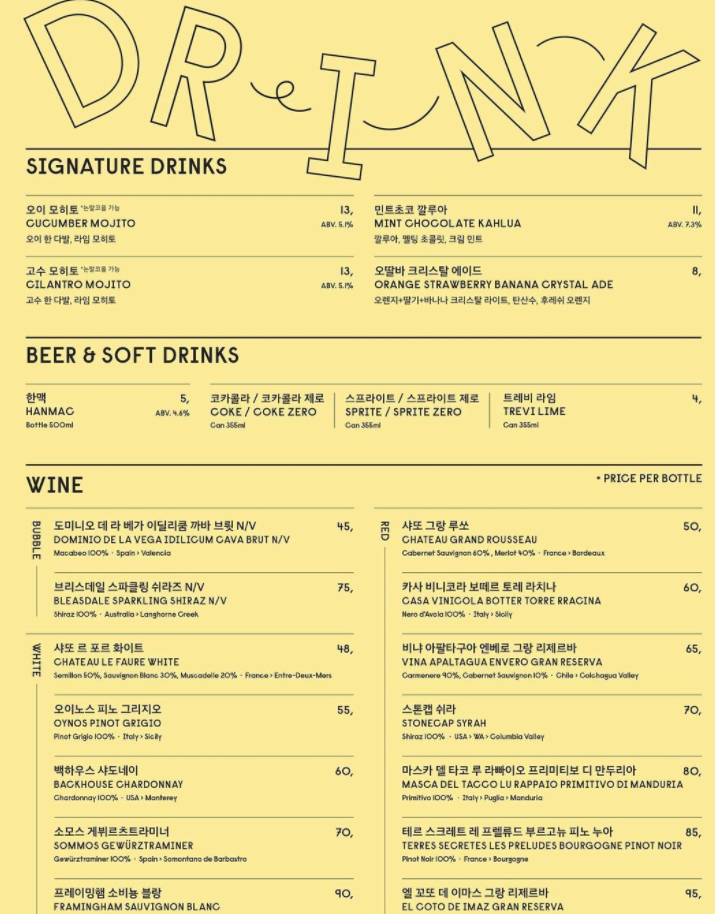 DRINK
SIGNATURE DRINKS
오이 모히토 *논알코올 가능 13,
CUCUMBER MOJITO ABV. 5.1%
오이 한 다발, 라임 모히토
민트초코 깔루아 11,
MINT CHOCOLATE KAHLUA ABV. 7.3%
깔루아, 멜팅 초콜릿, 크림 민트
고수 모히토 *논알코올 가능 13,
CILANTRO MOJITO ABV. 5.1%
고수 한 다발, 라임 모히토
오딸바 크리스탈 에이드 8,
ORANGE STRAWBERRY BANANA CRYSTAL ADE
오렌지+딸기+바나나 크리스탈 라이트, 탄산수, 후레쉬 오렌지
BEER & SOFT DRINKS
한맥 5,
HANMAC ABV. 4.6%
Bottle 500ml
코카콜라 / 코카콜라 제로
COKE / COKE ZERO
Can 355ml
스프라이트 / 스프라이트 제로
SPRITE / SPRITE ZERO
Can 355ml
트레비 라임 4,
TREVI LIME
Can 355ml
WINE
* PRICE PER BOTTLE
BUBBLE
도미니오 데 라 베가 이딜리쿰 까바 브륏 N/V 45,
DOMINIO DE LA VEGA IDILICUM CAVA BRUT N/V
Macabeo 100% · Spain > Valencia
브리스데일 스파클링 쉬라즈 N/V 75,
BLEASDALE SPARKLING SHIRAZ N/V
Shiraz 100% · Australia > Langhorne Creek
WHITE
샤또 르 포르 화이트 48,
CHATEAU LE FAURE WHITE
Semillon 50%, Sauvignon Blanc 30%, Muscadelle 20% · France > Entre-Deux-Mers
오이노스 피노 그리지오 55,
OYNOS PINOT GRIGIO
Pinot Grigio 100% · Italy > Sicily
백하우스 샤도네이 60,
BACKHOUSE CHARDONNAY
Chardonnay 100% · USA > Monterey
소모스 게뷔르츠트라미너 70,
SOMMOS GEWÜRZTRAMINER
Gewürztraminer 100% · Spain > Somontano de Barbastro
프레이밍햄 소비뇽 블랑 90,
FRAMINGHAM SAUVIGNON BLANC
RED
샤또 그랑 루쏘 50,
CHATEAU GRAND ROUSSEAU
Cabernet Sauvignon 60%, Merlot 40% · France > Bordeaux
카사 비니코라 보떼르 토레 라치나 60,
CASA VINICOLA BOTTER TORRE RRACINA
Nero d'Avola 100% · Italy > Sicily
비냐 아팔타구아 엔베로 그랑 리제르바 65,
VINA APALTAGUA ENVERO GRAN RESERVA
Carmenere 90%, Cabernet Sauvignon 10% · Chile > Colchagua Valley
스톤캡 쉬라 70,
STONECAP SYRAH
Shiraz 100% · USA > WA > Columbia Valley
마스카 델 타코 루 라빠이오 프리미티보 디 만두리아 80,
MASCA DEL TACCO LU RAPPAIO PRIMITIVO DI MANDURIA
Primitivo 100% · Italy > Puglia > Manduria
테르 스크레트 레 프렐류드 부르고뉴 피노 누아 85,
TERRES SECRETES LES PRELUDES BOURGOGNE PINOT NOIR
Pinot Noir 100% · France > Bourgogne
엘 꼬또 데 이마스 그랑 리제르바 95,
EL COTO DE IMAZ GRAN RESERVA